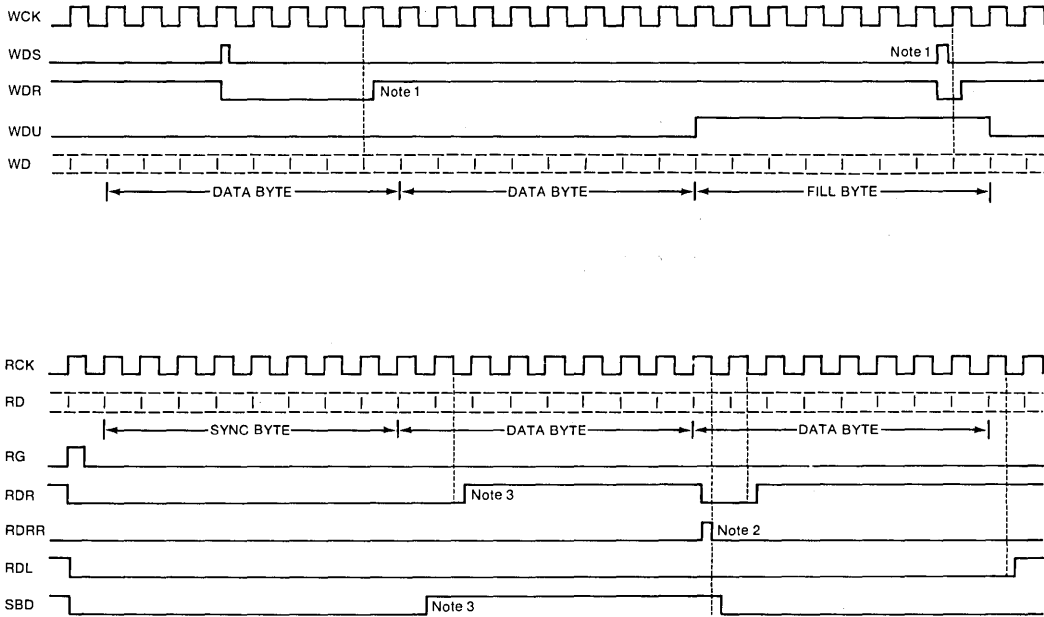 WCK
WDS
Note 1
WDR
Note 1
WDU
WD
DATA BYTE
DATA BYTE
FILL BYTE
RCK
RD
SYNC BYTE
DATA BYTE
DATA BYTE
RG
RDR
Note 3
RDRR
Note 2
RDL
SBD
Note 3